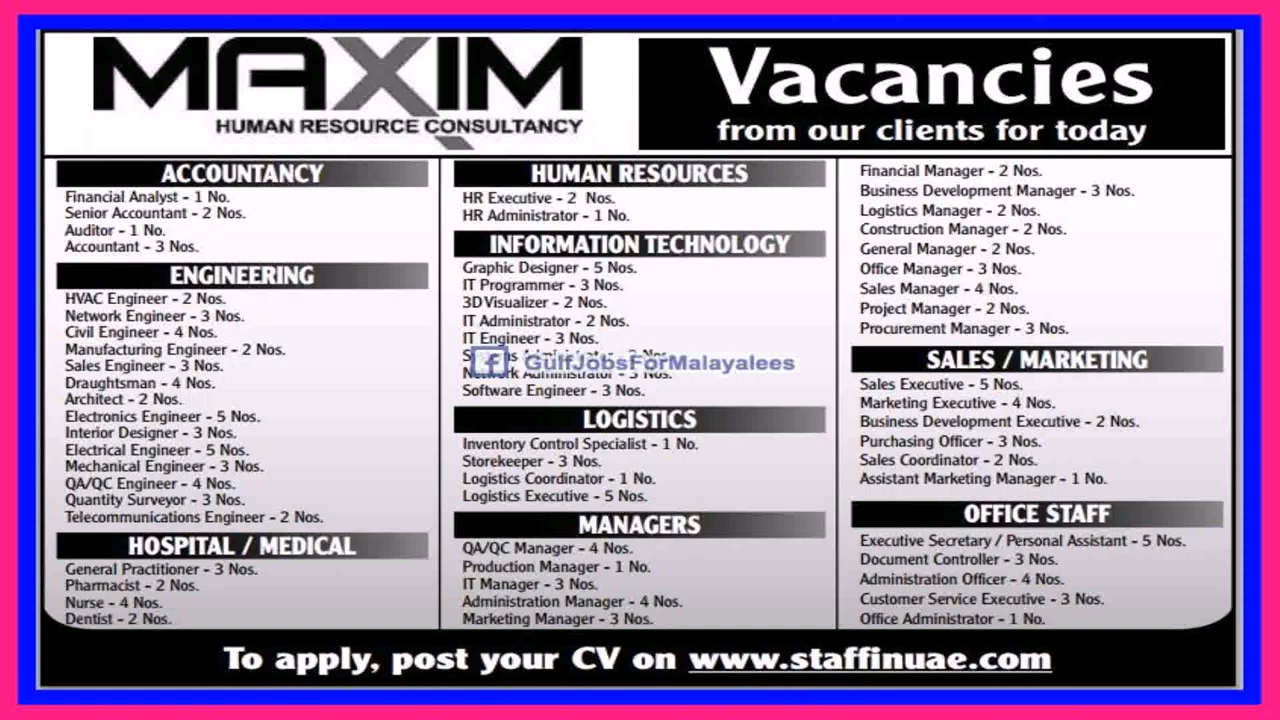 MAXIM
HUMAN RESOURCE CONSULTANCY
Vacancies
from our clients for today
ACCOUNTANCY
Financial Analyst - 1 No.
Senior Accountant - 2 Nos.
Auditor - 1 No.
Accountant - 3 Nos.
ENGINEERING
HVAC Engineer - 2 Nos.
Network Engineer - 3 Nos.
Civil Engineer - 4 Nos.
Manufacturing Engineer - 2 Nos.
Sales Engineer - 3 Nos.
Draughtsman - 4 Nos.
Architect - 2 Nos.
Electronics Engineer - 5 Nos.
Interior Designer - 3 Nos.
Electrical Engineer - 5 Nos.
Mechanical Engineer - 3 Nos.
QA/QC Engineer - 4 Nos.
Quantity Surveyor - 3 Nos.
Telecommunications Engineer - 2 Nos.
HOSPITAL / MEDICAL
General Practitioner - 3 Nos.
Pharmacist - 2 Nos.
Nurse - 4 Nos.
Dentist - 2 Nos.
HUMAN RESOURCES
HR Executive - 2 Nos.
HR Administrator - 1 No.
INFORMATION TECHNOLOGY
Graphic Designer - 5 Nos.
IT Programmer - 3 Nos.
3D Visualizer - 2 Nos.
IT Administrator - 2 Nos.
IT Engineer - 3 Nos.
f GulfJobsForMalayalees
Network Administrator - 3 Nos.
Software Engineer - 3 Nos.
LOGISTICS
Inventory Control Specialist - 1 No.
Storekeeper - 3 Nos.
Logistics Coordinator - 1 No.
Logistics Executive - 5 Nos.
MANAGERS
QA/QC Manager - 4 Nos.
Production Manager - 1 No.
IT Manager - 3 Nos.
Administration Manager - 4 Nos.
Marketing Manager - 3 Nos.
Financial Manager - 2 Nos.
Business Development Manager - 3 Nos.
Logistics Manager - 2 Nos.
Construction Manager - 2 Nos.
General Manager - 2 Nos.
Office Manager - 3 Nos.
Sales Manager - 4 Nos.
Project Manager - 2 Nos.
Procurement Manager - 3 Nos.
SALES / MARKETING
Sales Executive - 5 Nos.
Marketing Executive - 4 Nos.
Business Development Executive - 2 Nos.
Purchasing Officer - 3 Nos.
Sales Coordinator - 2 Nos.
Assistant Marketing Manager - 1 No.
OFFICE STAFF
Executive Secretary / Personal Assistant - 5 Nos.
Document Controller - 3 Nos.
Administration Officer - 4 Nos.
Customer Service Executive - 3 Nos.
Office Administrator - 1 No.
To apply, post your CV on www.staffinuae.com